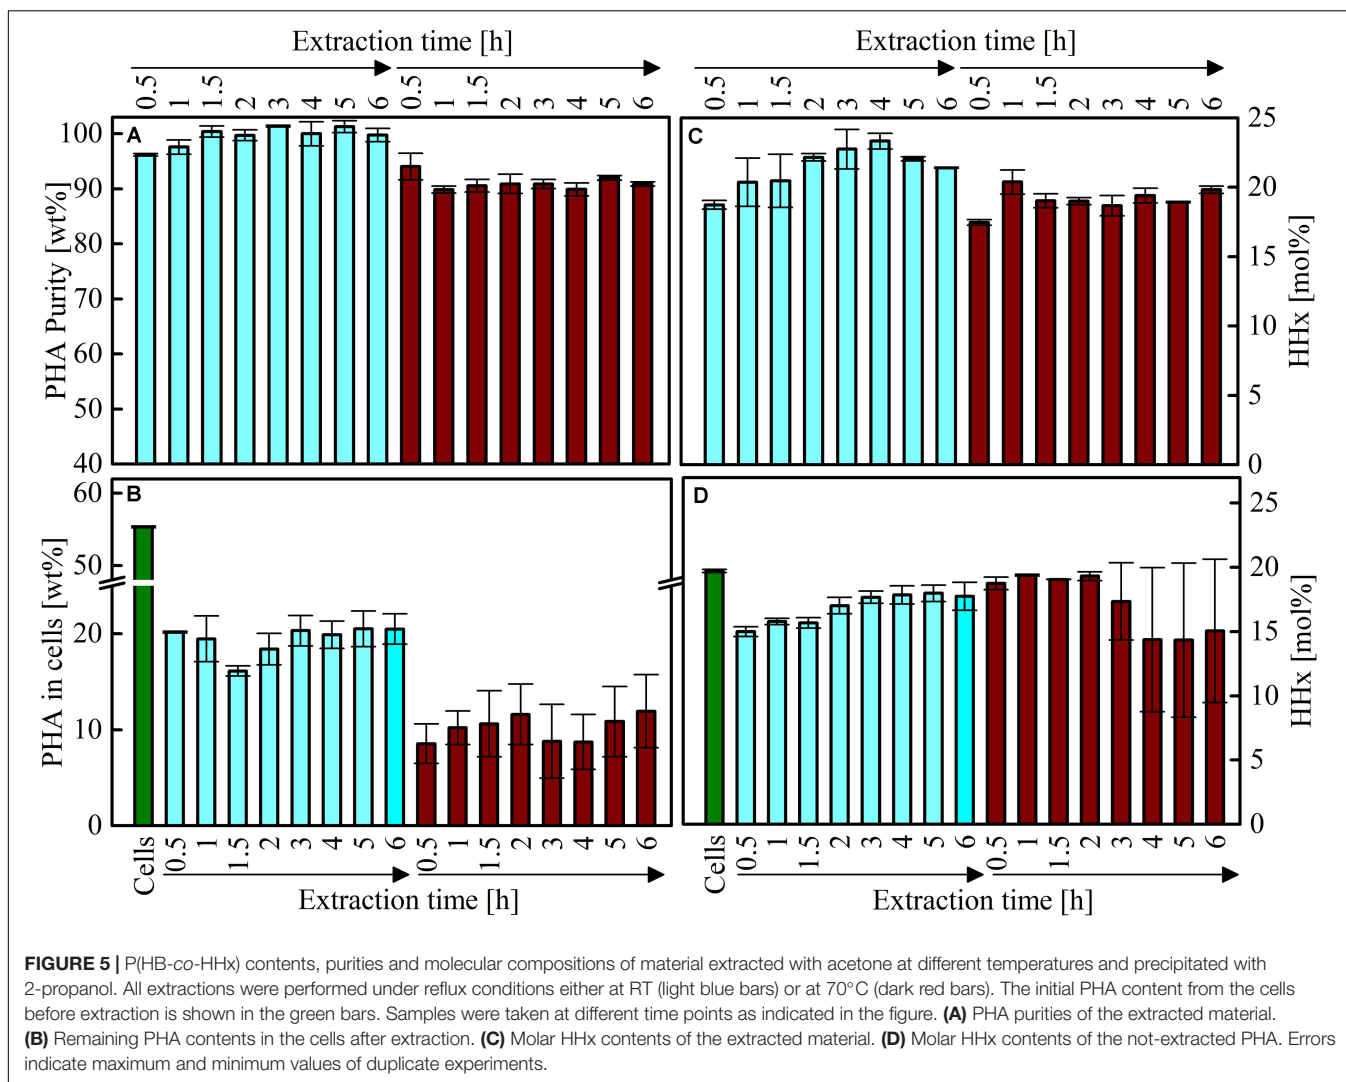 Extraction time [h]
Extraction time [h]
0.5 1 1.5 2 3 4 5 6 0.5 1 1.5 2 3 4 5 6
0.5 1 1.5 2 3 4 5 6 0.5 1 1.5 2 3 4 5 6
A
PHA Purity [wt%]
100
90
80
70
60
50
40
C
25
20
15
10
5
0
HHx [mol%]
B
PHA in cells [wt%]
60
50
20
10
0
D
25
20
15
10
5
0
HHx [mol%]
Cells 0.5 1 1.5 2 3 4 5 6 0.5 1 1.5 2 3 4 5 6
Cells 0.5 1 1.5 2 3 4 5 6 0.5 1 1.5 2 3 4 5 6
Extraction time [h]
Extraction time [h]
FIGURE 5 | P(HB-co-HHx) contents, purities and molecular compositions of material extracted with acetone at different temperatures and precipitated with
2-propanol. All extractions were performed under reflux conditions either at RT (light blue bars) or at 70°C (dark red bars). The initial PHA content from the cells
before extraction is shown in the green bars. Samples were taken at different time points as indicated in the figure. (A) PHA purities of the extracted material.
(B) Remaining PHA contents in the cells after extraction. (C) Molar HHx contents of the extracted material. (D) Molar HHx contents of the not-extracted PHA. Errors
indicate maximum and minimum values of duplicate experiments.